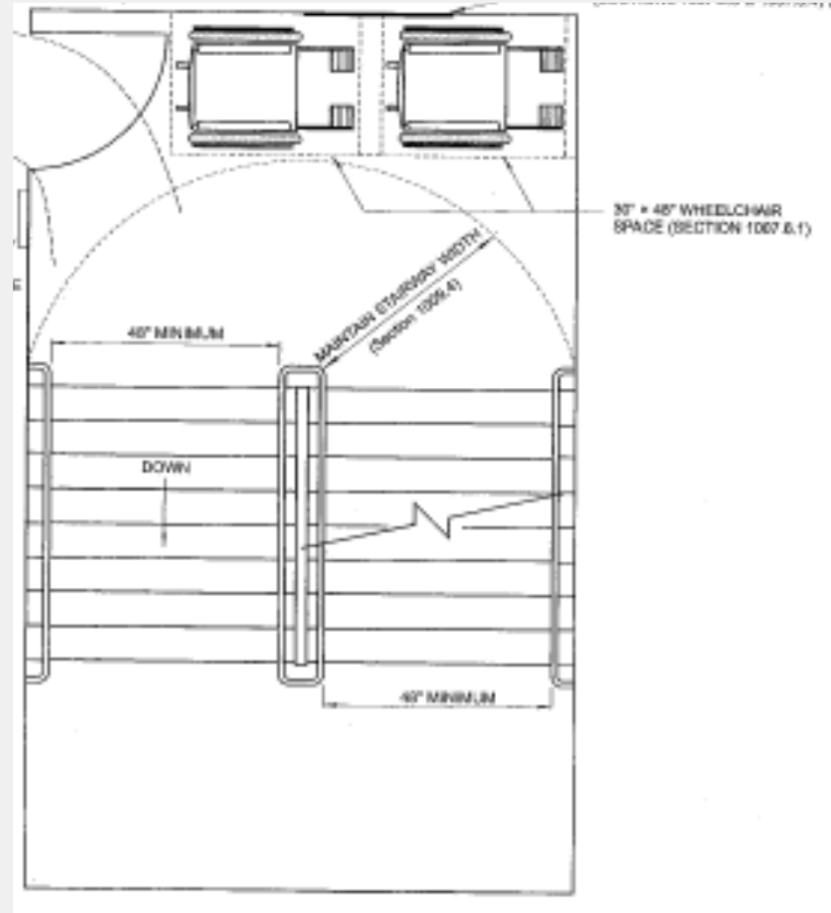 30" × 48" WHEELCHAIR
SPACE (SECTION 1007.6.1)
MAINTAIN STAIRWAY WIDTH
(Section 1009.4)
48" MINIMUM
DOWN
48" MINIMUM